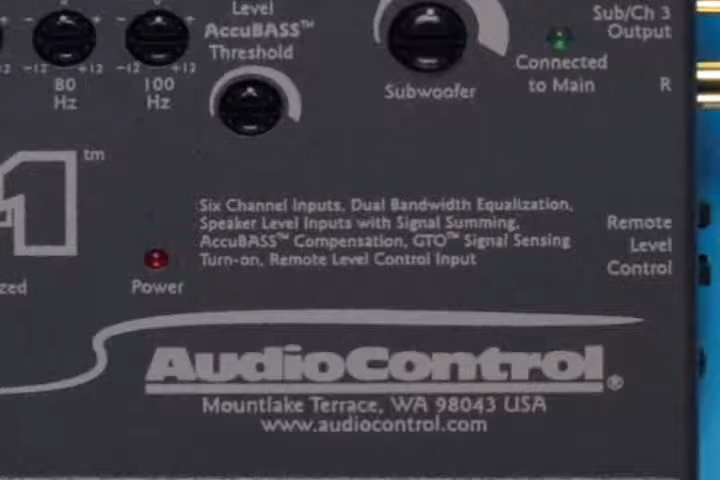 Level
AccuBASS™
Threshold
-12 +12
80
Hz
-12 +12
100
Hz
Subwoofer
Sub/Ch 3
Output
Connected
to Main
R
1™
Six Channel Inputs, Dual Bandwidth Equalization,
Speaker Level Inputs with Signal Summing,
AccuBASS™ Compensation, GTO™ Signal Sensing
Turn-on, Remote Level Control Input
Remote
Level
Control
Power
AudioControl®
Mountlake Terrace, WA 98043 USA
www.audiocontrol.com